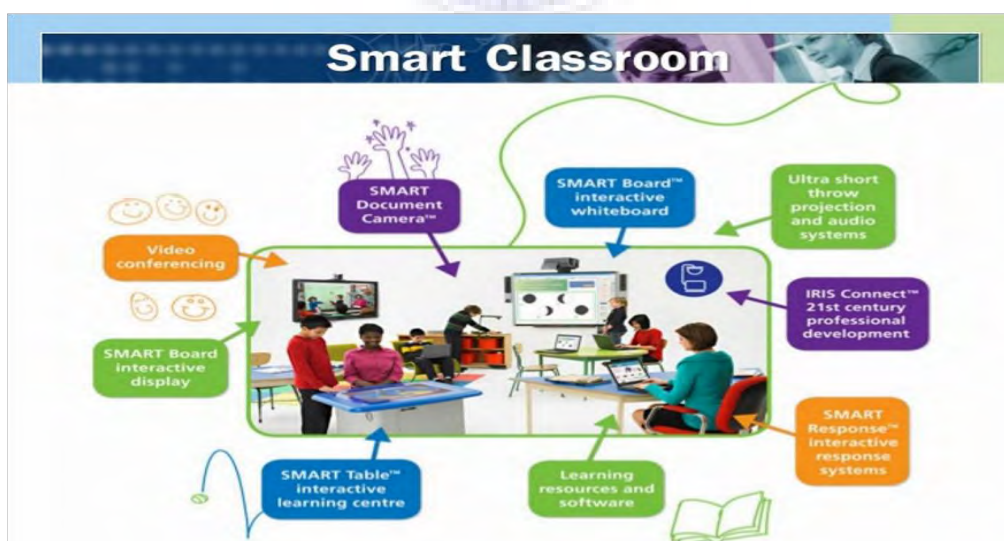 Smart Classroom
SMART
Document
Camera™
SMART Board™
interactive
whiteboard
Ultra short
throw
projection
and audio
systems
Video
conferencing
iRIS Connect™
21st century
professional
development
SMART Board
interactive
display
SMART
Response™
interactive
response
systems
SMART Table™
interactive
learning centre
Learning
resources and
software